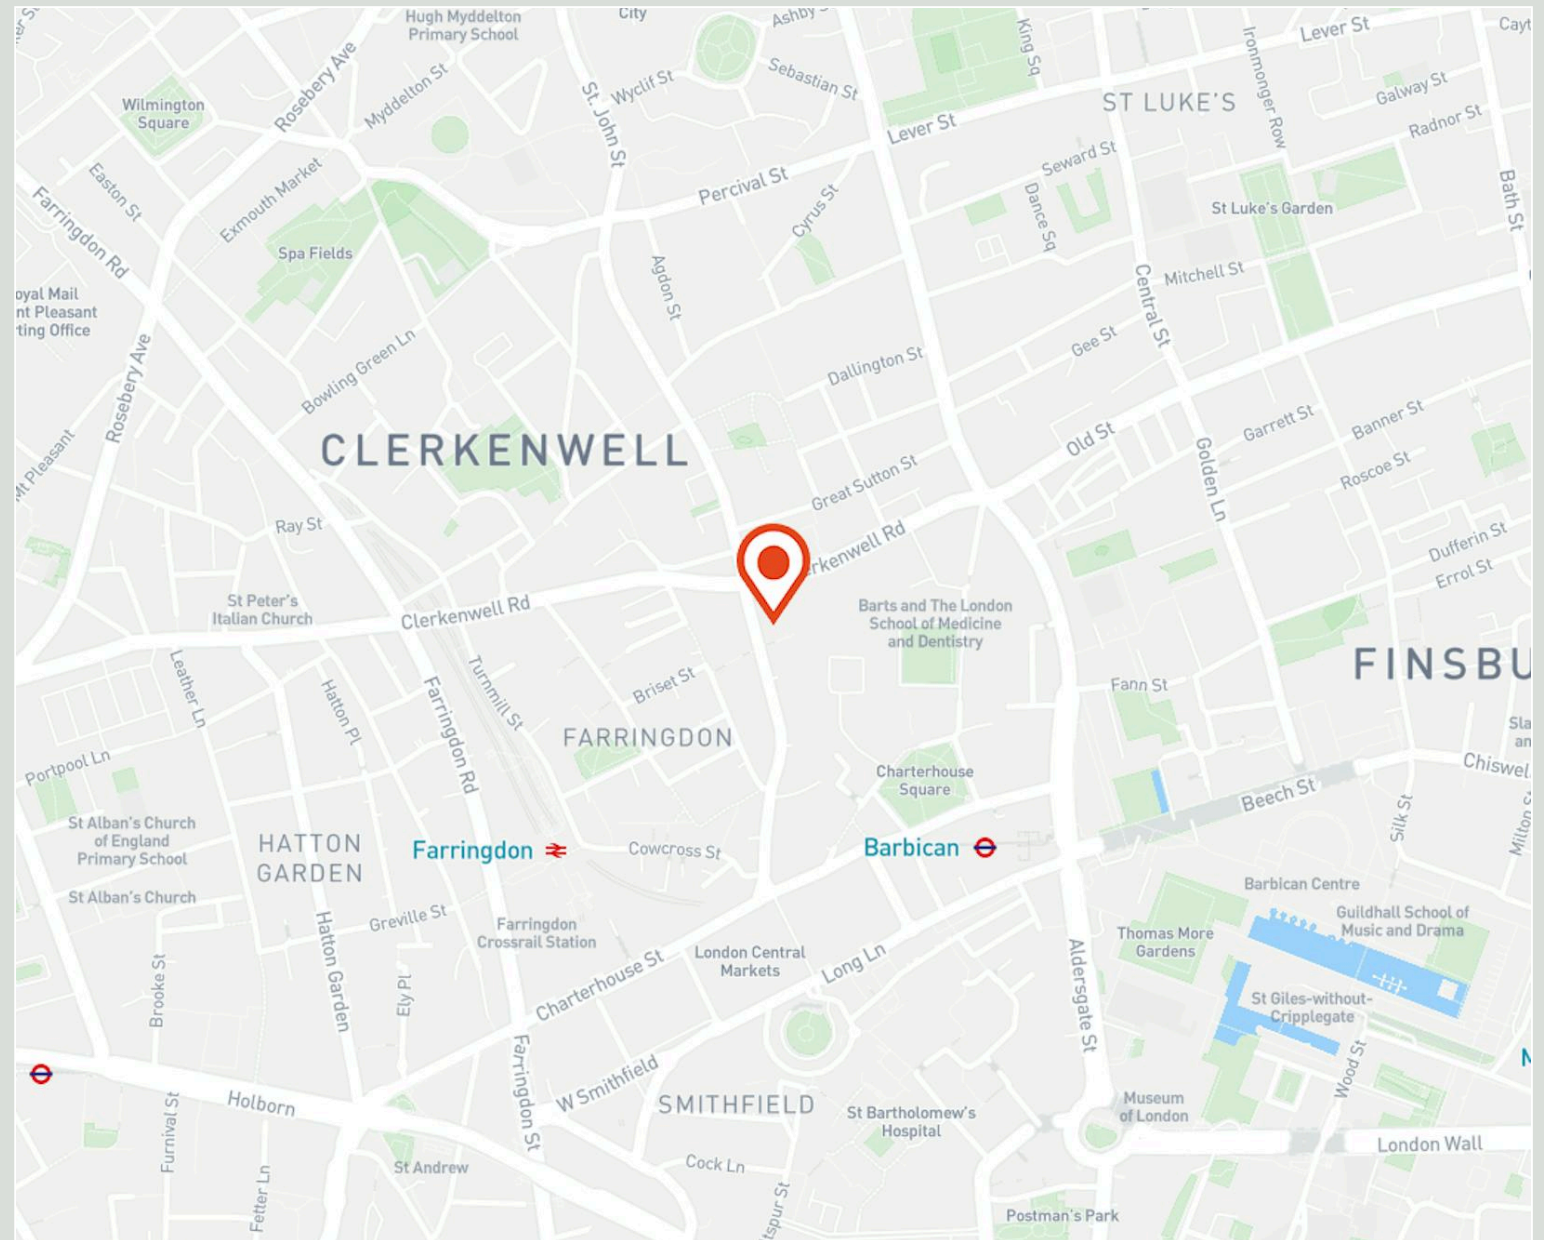 Hugh Myddelton
Primary School
City
Ashby S
King Sq
Ironmonger Row
Lever St
Cayt
Rosebery Ave
Myddelton St
St. John St
Wyclif St
Sebastian St
Wilmington
Square
ST LUKE'S
Galway St
Radnor St
Lever St
Seward St
Easton St
Exmouth Market
Percival St
Cyrus St
Dance Sq
St Luke's Garden
Bath St
Farringdon Rd
Spa Fields
Agdon St
Central St
Mitchell St
oyal Mail
nt Pleasant
rting Office
Rosebery Ave
Bowling Green Ln
Dallington St
Gee St
Mt Pleasant
CLERKENWELL
Great Sutton St
Old St
Golden Ln
Garrett St
Banner St
Roscoe St
Ray St
erkenwell Rd
Dufferin St
Errol St
St Peter's
Italian Church
Clerkenwell Rd
Barts and The London
School of Medicine
and Dentistry
FINSBU
Leather Ln
Hatton Pl
Farringdon Rd
Turnmill St
Briset St
Fann St
FARRINGDON
Sla
an
Portpool Ln
Charterhouse
Square
Chiswel
Beech St
Silk St
Milton S
St Alban's Church
of England
Primary School
HATTON
GARDEN
Farringdon
Cowcross St
Barbican
St Alban's Church
Barbican Centre
Greville St
Farringdon
Crossrail Station
Guildhall School of
Music and Drama
Hatton Garden
London Central
Markets
Long Ln
Thomas More
Gardens
Brooke St
Ely Pl
Charterhouse St
Aldersgate St
St Giles-without-
Cripplegate
Farringdon St
W Smithfield
Wood St
M
Holborn
SMITHFIELD
St Bartholomew's
Hospital
Museum
of London
Furnival St
London Wall
St Andrew
Cock Ln
Fetter Ln
tspur St
Postman's Park